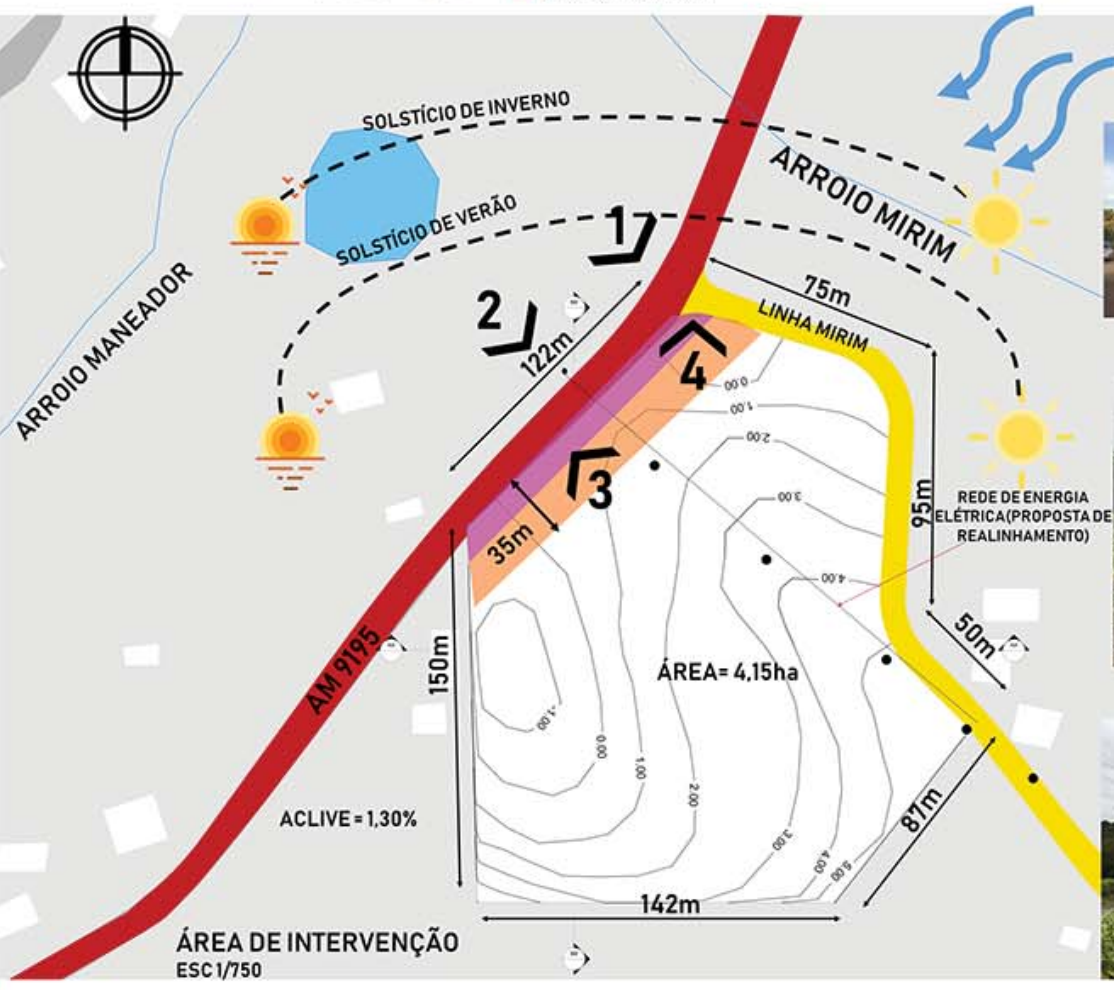 SOLSTÍCIO DE INVERNO
SOLSTÍCIO DE VERÃO
ARROIO MIRIM
ARROIO MANEADOR
1
2
122m
75m
LINHA MIRIM
4
3
35m
95m
REDE DE ENERGIA
ELÉTRICA(PROPOSTA DE
REALINHAMENTO)
0.00
1.00
2.00
3.00
4.00
50m
AM 9195
150m
ÁREA= 4,15ha
-1.00
0.00
1.00
2.00
3.00
4.00
5.00
87m
ACLIVE = 1,30%
142m
ÁREA DE INTERVENÇÃO
ESC 1/750